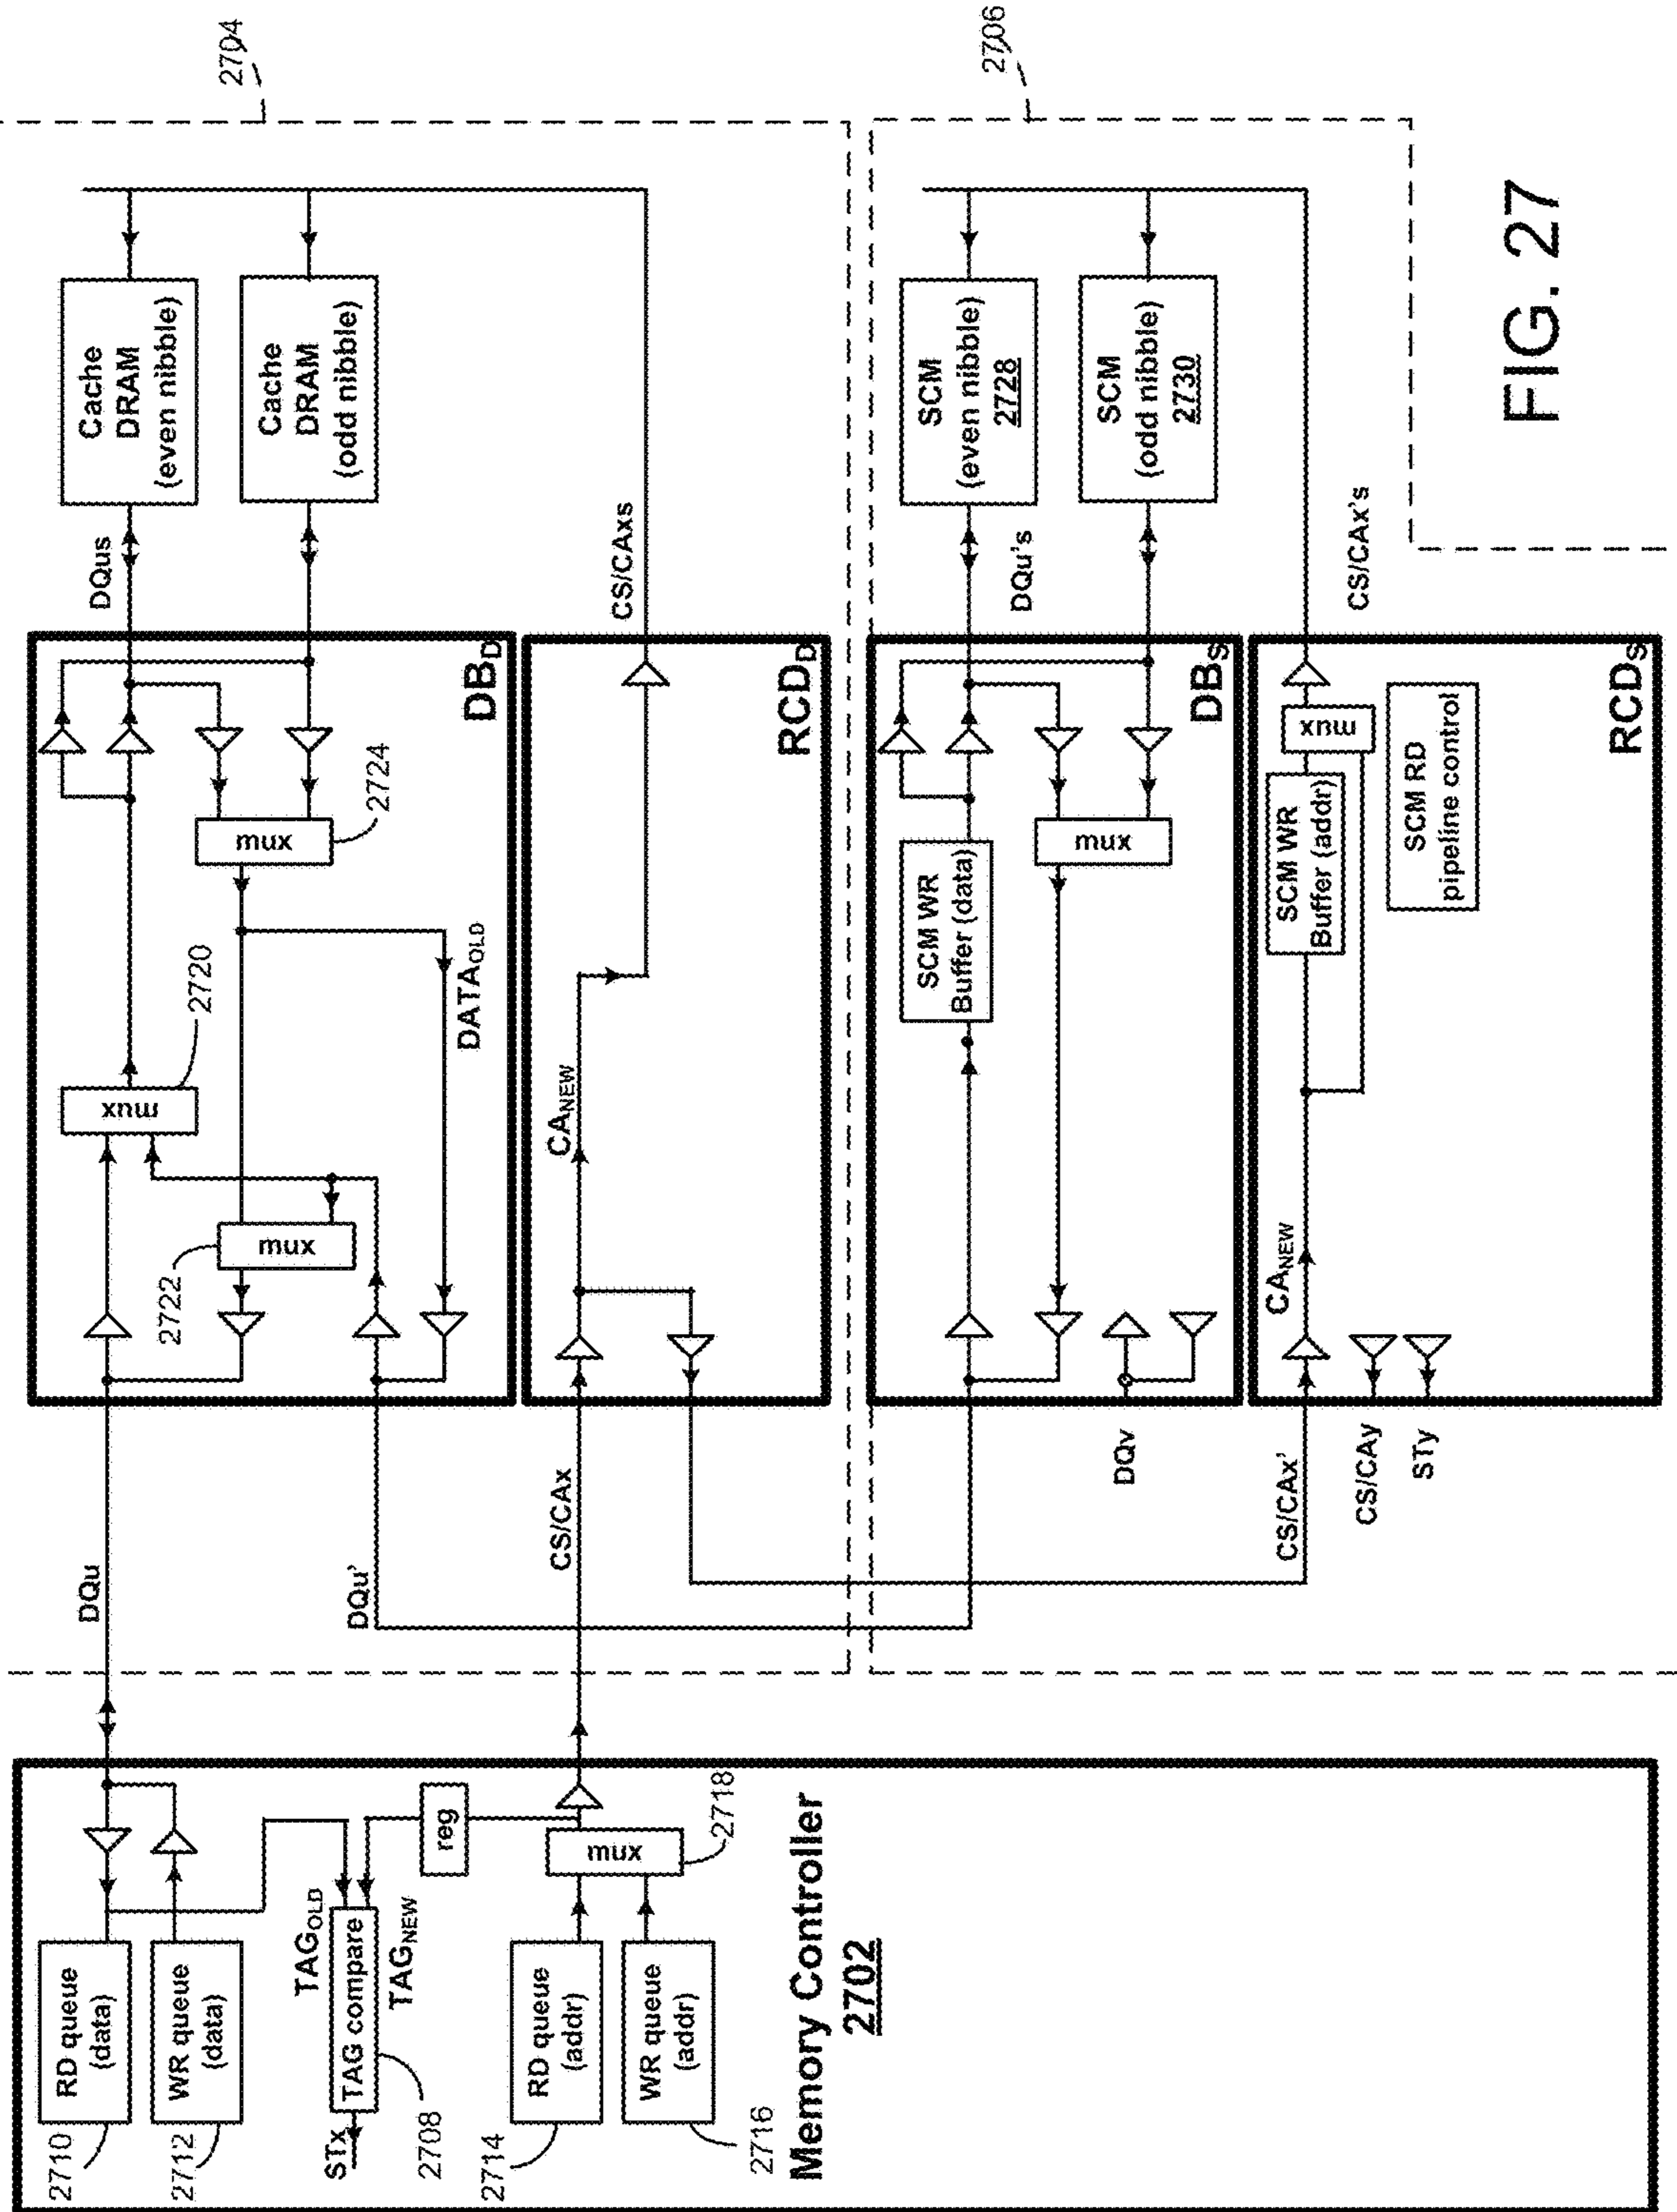 2704
2706
Cache
DRAM
(even nibble)
Cache
DRAM
(odd nibble)
DQus
CS/CAxs
SCM
(even nibble)
2728
SCM
(odd nibble)
2730
DQu's
CS/CAx's
FIG. 27
DBD
mux
2724
mux
2720
mux
2722
DATAOLD
RCDD
CANEW
DBS
SCM WR
Buffer (data)
mux
RCDS
mux
SCM WR
Buffer (addr)
SCM RD
pipeline control
CANEW
DQu
DQu'
CS/CAx
DQv
CS/CAx'
CS/CAy
STy
RD queue
(data)
2710
WR queue
(data)
2712
TAGOLD
TAG compare
TAGNEW
STx
2708
reg
RD queue
(addr)
2714
WR queue
(addr)
2716
mux
2718
Memory Controller
2702